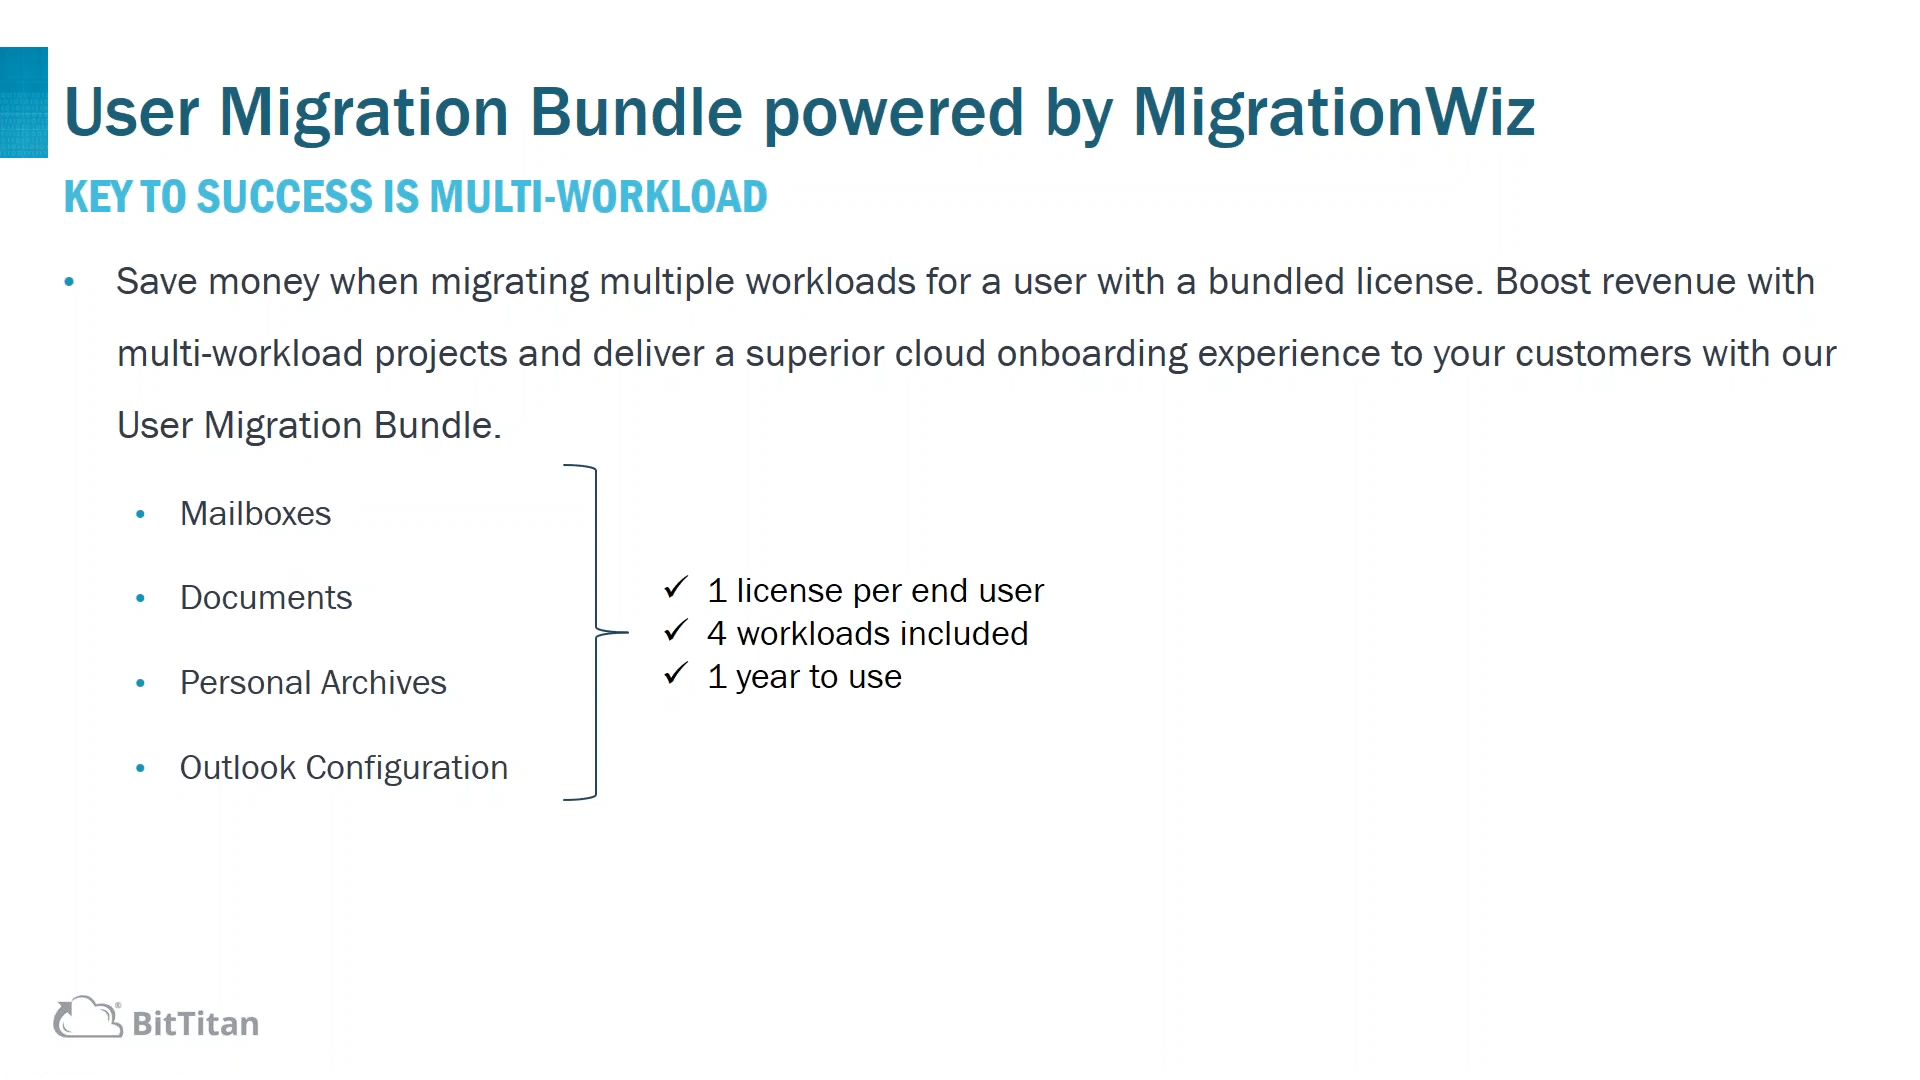 User Migration Bundle powered by MigrationWiz
KEY TO SUCCESS IS MULTI-WORKLOAD
• Save money when migrating multiple workloads for a user with a bundled license. Boost revenue with
multi-workload projects and deliver a superior cloud onboarding experience to your customers with our
User Migration Bundle.
• Mailboxes
• Documents
• Personal Archives
• Outlook Configuration
✓ 1 license per end user
✓ 4 workloads included
✓ 1 year to use
® BitTitan